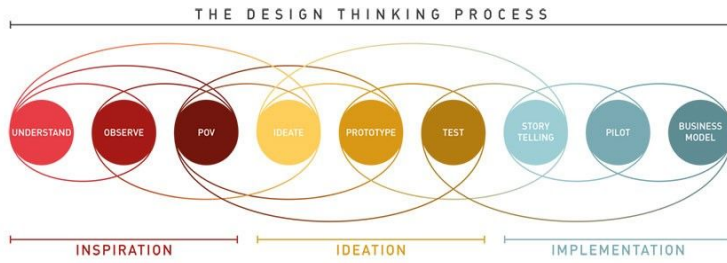 THE DESIGN THINKING PROCESS
UNDERSTAND
OBSERVE
POV
IDEATE
PROTOTYPE
TEST
STORY
TELLING
PILOT
BUSINESS
MODEL
INSPIRATION
IDEATION
IMPLEMENTATION